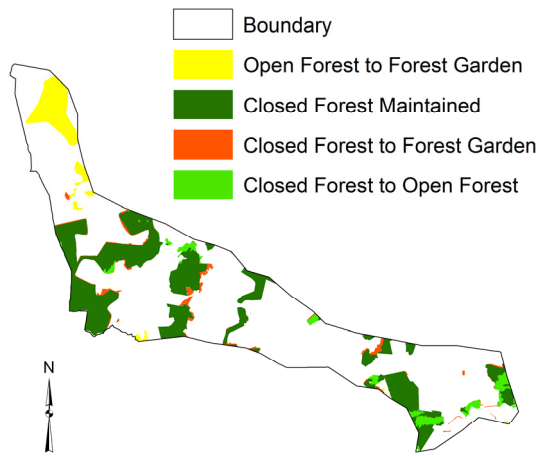 Boundary
Open Forest to Forest Garden
Closed Forest Maintained
Closed Forest to Forest Garden
Closed Forest to Open Forest
N